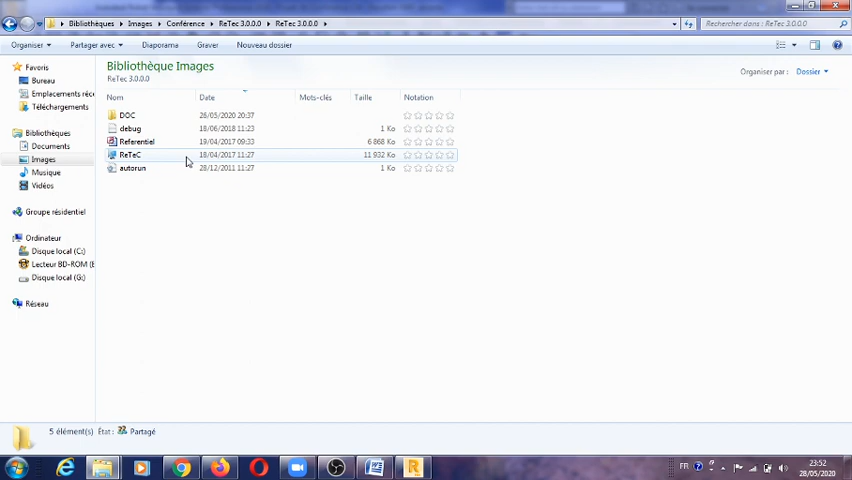 Bibliothèques ▸ Images ▸ Conférence ▸ ReTec 3.0.0.0 ▸ ReTec 3.0.0.0 ▸
Rechercher dans : ReTec 3.0.0.0
Organiser ▾ Partager avec ▾ Diaporama Graver Nouveau dossier
Favoris
Bureau
Emplacements réce
Téléchargements
Bibliothèques
Documents
Images
Musique
Vidéos
Groupe résidentiel
Ordinateur
Disque local (C:)
Lecteur BD-ROM (E
Disque local (G:)
Réseau
Bibliothèque Images
ReTec 3.0.0.0
Organiser par : Dossier ▾
Nom Date Mots-clés Taille Notation
DOC 26/05/2020 20:37
debug 18/06/2018 11:23 1 Ko
Referentiel 19/04/2017 09:33 6 868 Ko
ReTeC 18/04/2017 11:27 11 932 Ko
autorun 28/12/2011 11:27 1 Ko
5 élément(s) État : Partagé
FR
23:52
28/05/2020